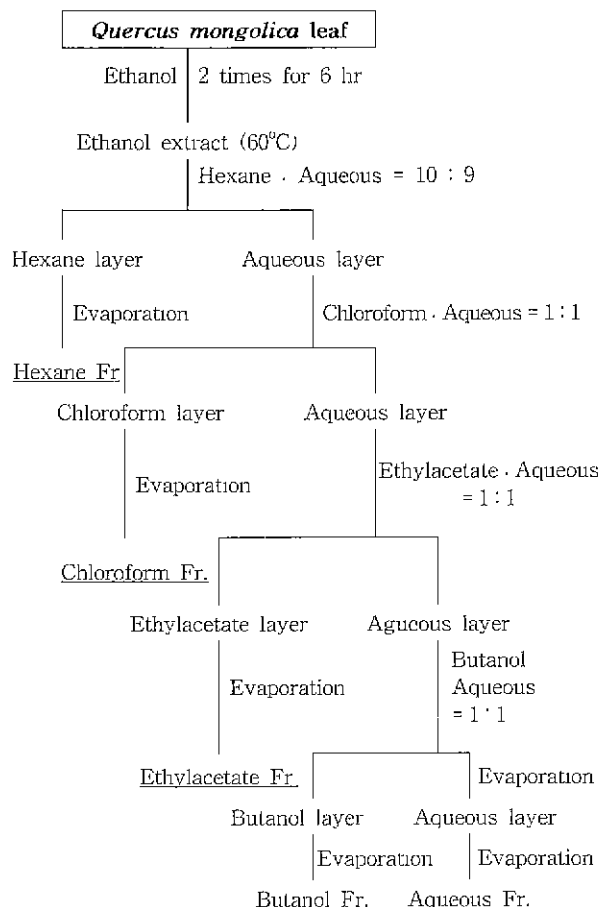 Quercus mongolica leaf
Ethanol 2 times for 6 hr
Ethanol extract (60°C)
Hexane · Aqueous = 10 : 9
Hexane layer Aqueous layer
Evaporation Chloroform · Aqueous = 1 : 1
Hexane Fr
Chloroform layer Aqueous layer
Evaporation Ethylacetate · Aqueous
= 1 : 1
Chloroform Fr.
Ethylacetate layer Agueous layer
Evaporation Butanol
Aqueous
= 1 : 1
Ethylacetate Fr Evaporation
Butanol layer Aqueous layer
Evaporation Evaporation
Butanol Fr. Aqueous Fr.